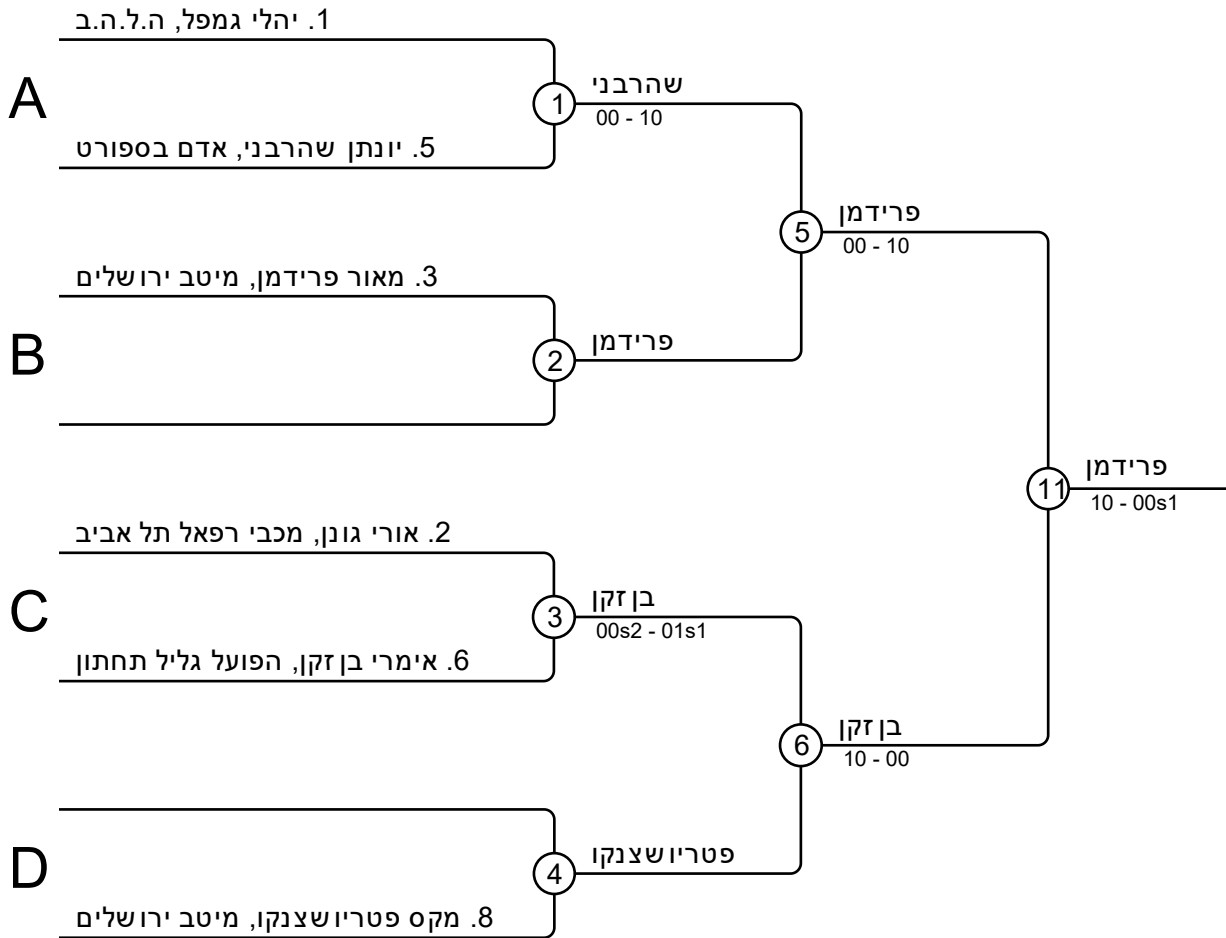 1. יהלי גמפל, ה.ל.ה.ב
A
1
שהרבני
00 - 10
5. יונתן שהרבני, אדם בספורט
5
פרידמן
00 - 10
3. מאור פרידמן, מיטב ירושלים
B
2
פרידמן
11
פרידמן
10 - 00s1
2. אורי גונן, מכבי רפאל תל אביב
C
3
בן זקן
00s2 - 01s1
6. אימרי בן זקן, הפועל גליל תחתון
6
בן זקן
10 - 00
D
4
פטריושצנקו
8. מקס פטריושצנקו, מיטב ירושלים